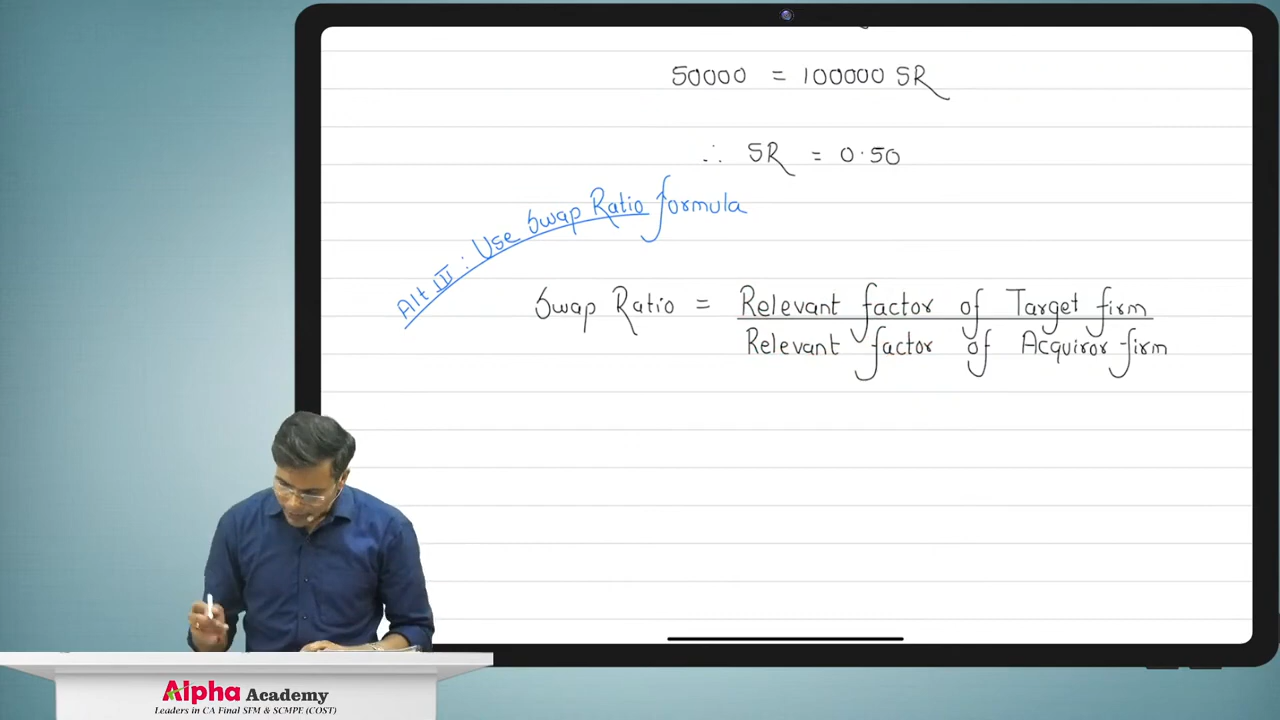 50000 = 100000 SR
∴ SR = 0.50
Alt III : Use Swap Ratio formula
Swap Ratio = Relevant factor of Target firm
Relevant factor of Acquiror firm
Alpha Academy
Leaders in CA Final SFM & SCMPE (COST)